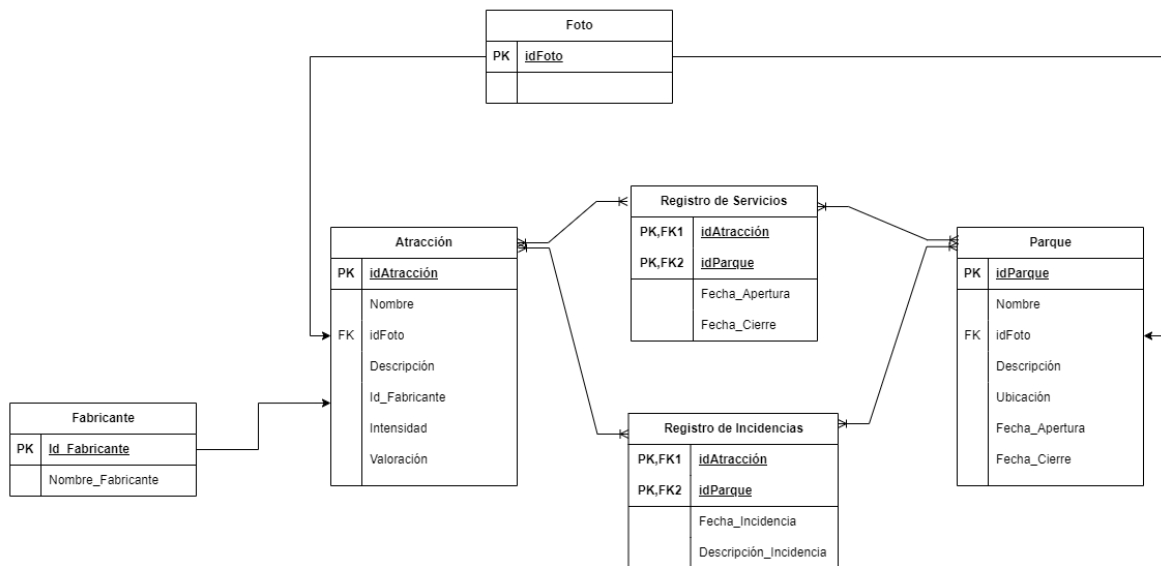 Foto
PK idFoto
Registro de Servicios
PK,FK1 idAtracción
PK,FK2 idParque
Fecha_Apertura
Fecha_Cierre
Atracción
PK idAtracción
Nombre
FK idFoto
Descripción
Id_Fabricante
Intensidad
Valoración
Parque
PK idParque
Nombre
FK idFoto
Descripción
Ubicación
Fecha_Apertura
Fecha_Cierre
Fabricante
PK Id_Fabricante
Nombre_Fabricante
Registro de Incidencias
PK,FK1 idAtracción
PK,FK2 idParque
Fecha_Incidencia
Descripción_Incidencia